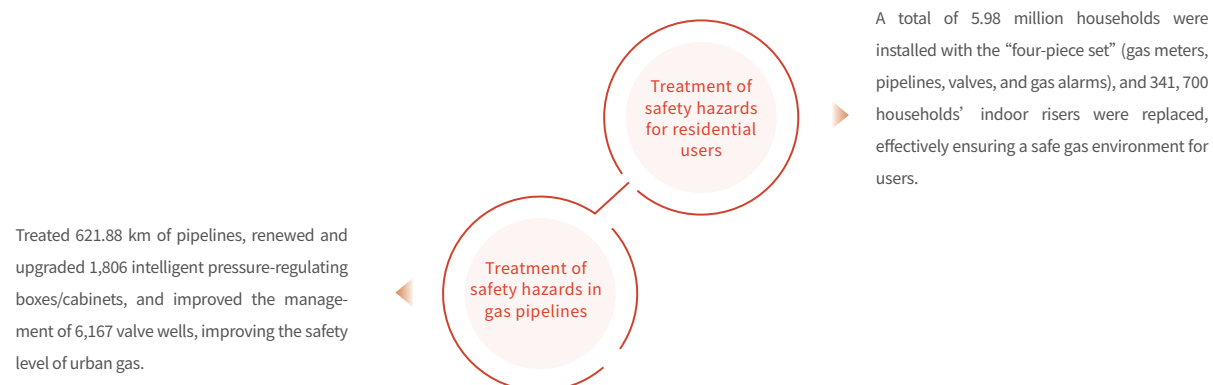 A total of 5.98 million households were
installed with the “four-piece set” (gas meters,
pipelines, valves, and gas alarms), and 341, 700
households’ indoor risers were replaced,
effectively ensuring a safe gas environment for
users.
Treatment of
safety hazards
for residential
users
Treated 621.88 km of pipelines, renewed and
upgraded 1,806 intelligent pressure-regulating
boxes/cabinets, and improved the manage-
ment of 6,167 valve wells, improving the safety
level of urban gas.
Treatment of
safety hazards in
gas pipelines